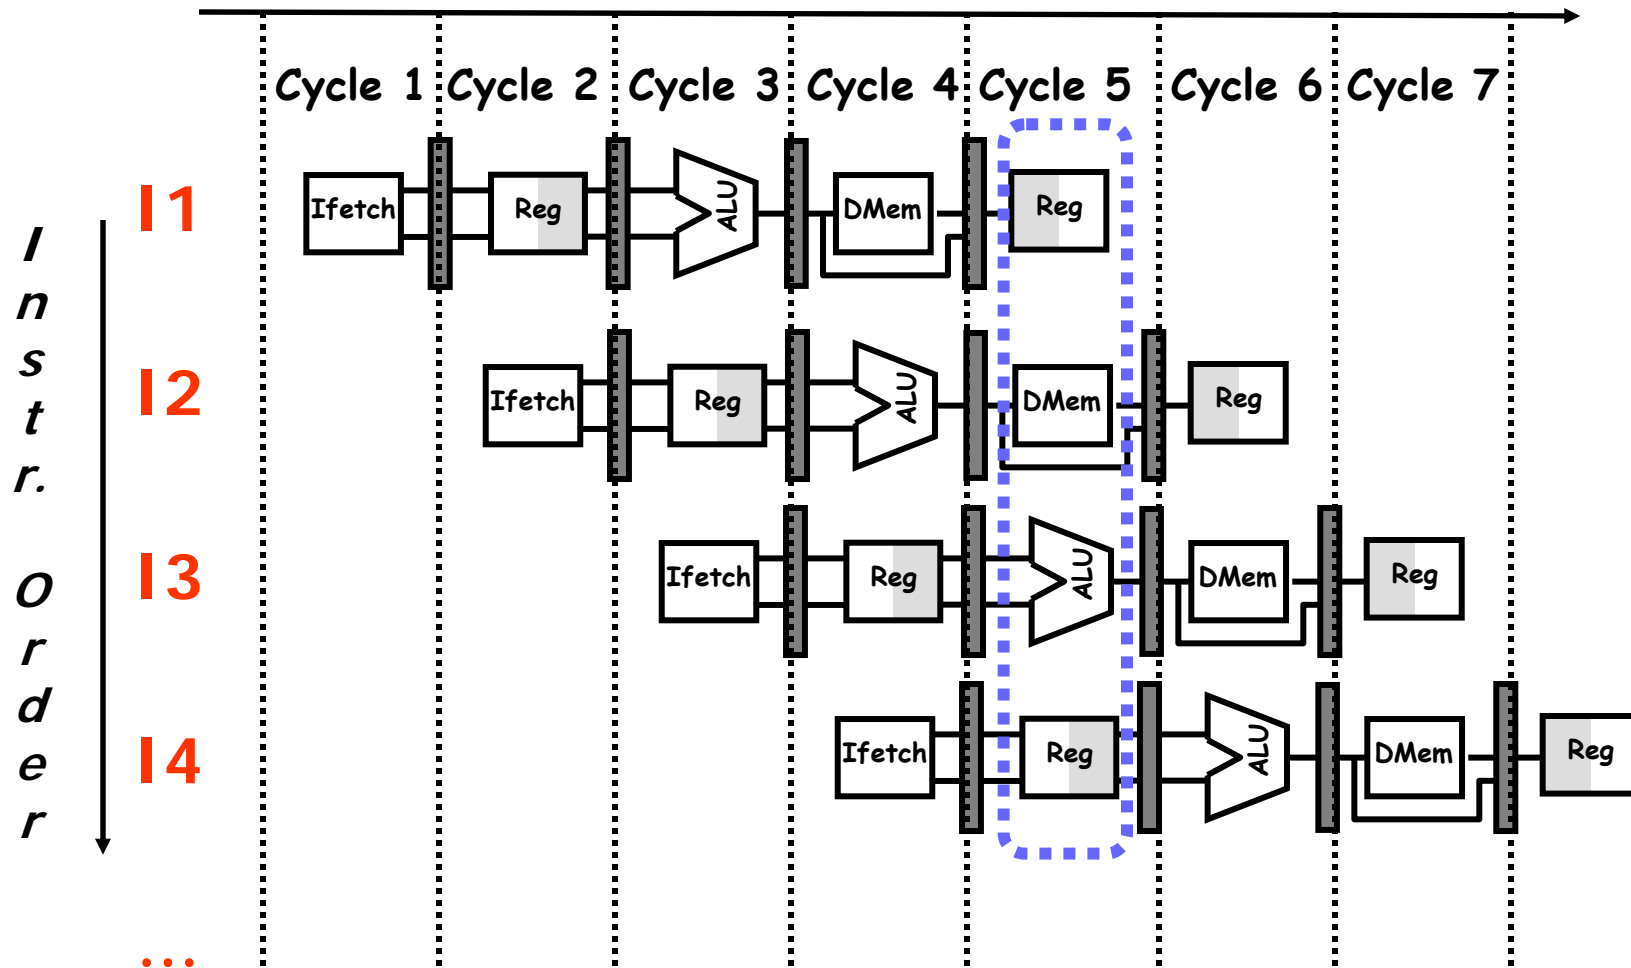 Cycle 1 Cycle 2 Cycle 3 Cycle 4 Cycle 5 Cycle 6 Cycle 7
Instr. Order
I1 Ifetch Reg ALU DMem Reg
I2 Ifetch Reg ALU DMem Reg
I3 Ifetch Reg ALU DMem Reg
I4 Ifetch Reg ALU DMem Reg
...